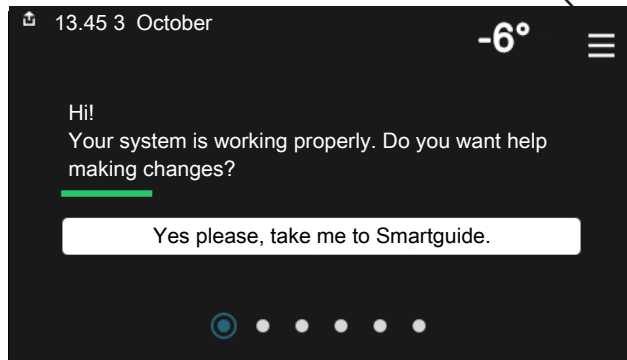 13.45 3 October
-6°
Hi!
Your system is working properly. Do you want help
making changes?
Yes please, take me to Smartguide.